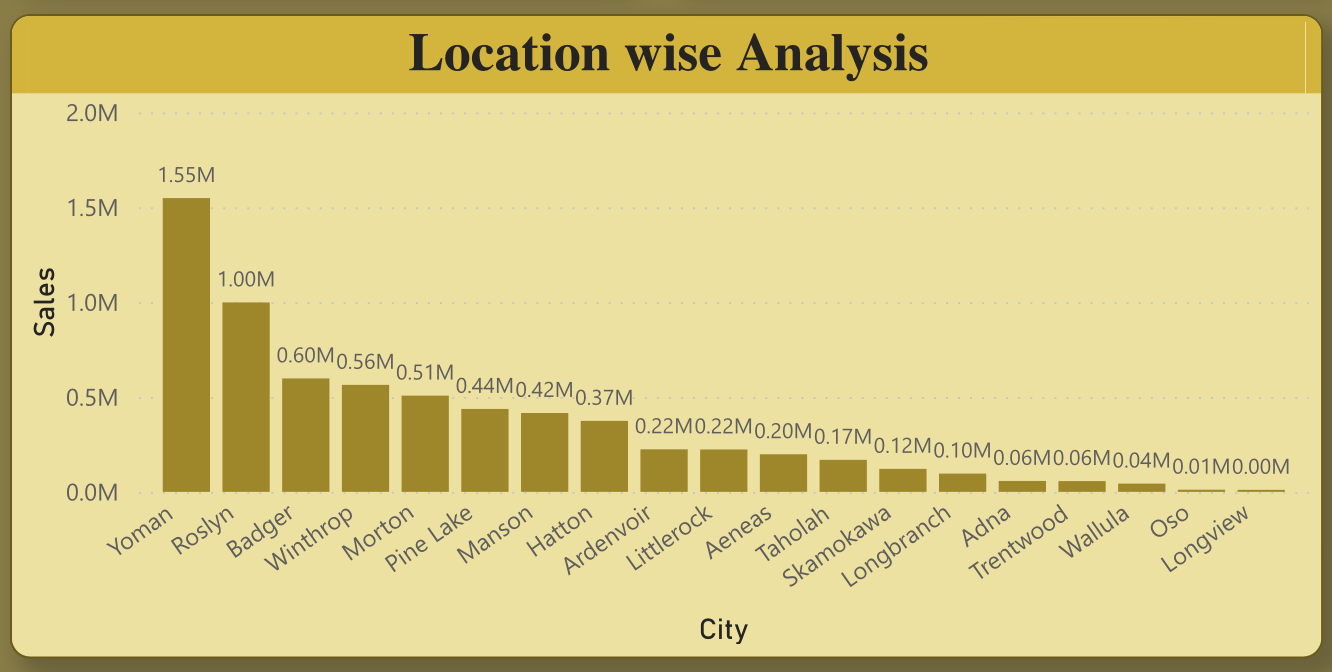 Location wise Analysis
2.0M
1.5M
1.0M
0.5M
0.0M
Sales
1.55M
1.00M
0.60M
0.56M
0.51M
0.44M
0.42M
0.37M
0.22M
0.22M
0.20M
0.17M
0.12M
0.10M
0.06M
0.06M
0.04M
0.01M
0.00M
Yoman
Roslyn
Badger
Winthrop
Morton
Pine Lake
Manson
Hatton
Ardenvoir
Littlerock
Aeneas
Taholah
Skamokawa
Longbranch
Adna
Trentwood
Wallula
Oso
Longview
City